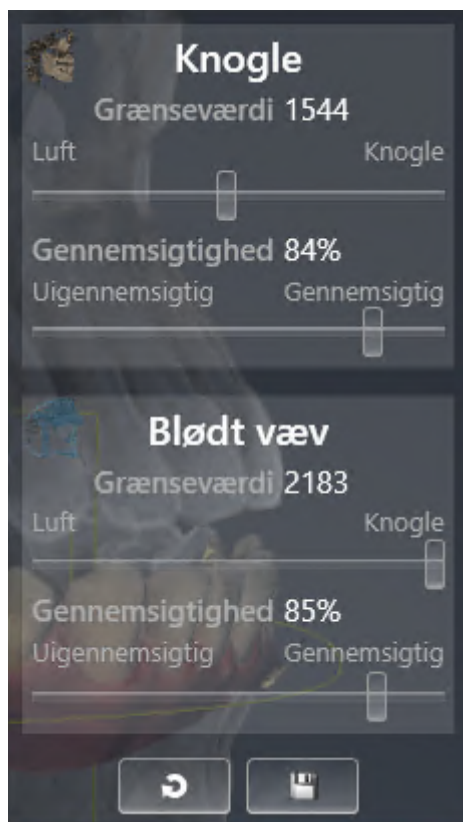 Knogle
Grænseværdi 1544
Luft Knogle
Gennemsigtighed 84%
Uigennemsigtig Gennemsigtig
Blødt væv
Grænseværdi 2183
Luft Knogle
Gennemsigtighed 85%
Uigennemsigtig Gennemsigtig